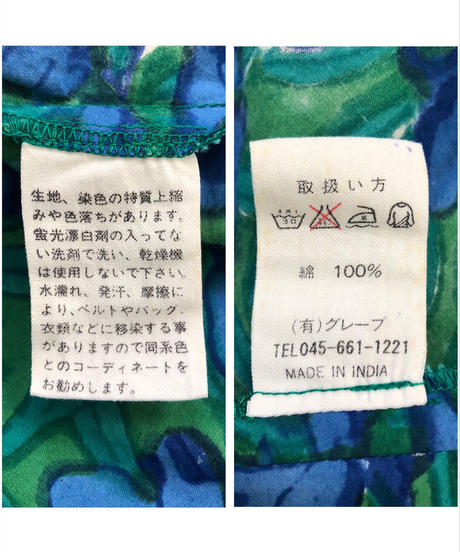 生地、染色の特質上縮
みや色落ちがあります。
蛍光漂白剤の入ってな
い洗剤で洗い、乾燥機
は使用しないで下さい。
水濡れ、発汗、摩擦によ
り、ベルトやバッグ、
衣類などに移染する事
がありますので同系色
とのコーディネートを
お勧めします。
取扱い方
綿 100%
(有)グレープ
TEL045-661-1221
MADE IN INDIA